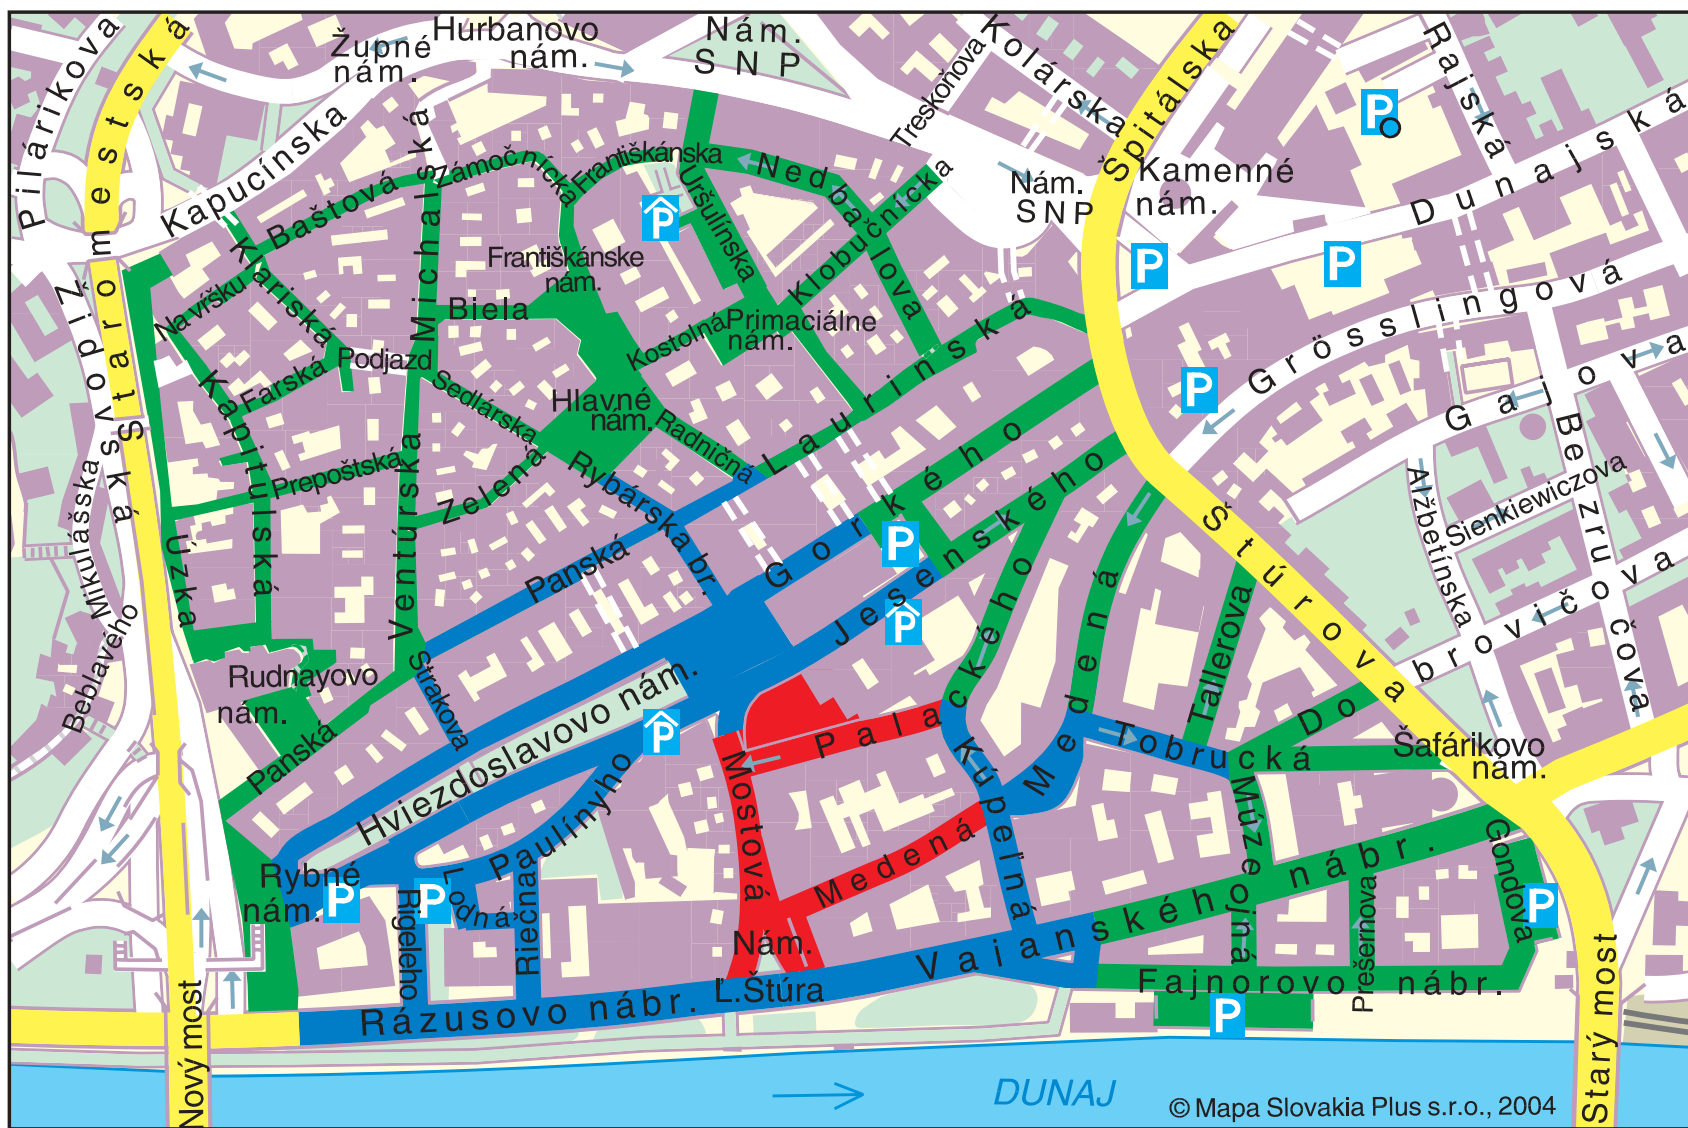 Pilárikova
Staromestská
Župné
nám.
Hurbanovo
nám.
Nám.
S N P
Treskoňova
Kolárska
Špitálska
Rajská
P
Kapucínska
Baštová
Michalská
Zámočnícka
Františkánska
Uršulínska
Nedbalova
Klobučnícka
Nám.
SNP
Kamenné
nám.
Dunajská
P
P
P
Františkánske
nám.
Klariská
Na vŕšku
Biela
Kostolná
Primaciálne
nám.
Laurinská
Grösslingová
Gajova
Podjazd
Farská
Kapitulská
Sedlárska
Hlavné
nám.
Radničná
P
Židovská
Staromestská
Mikulášska
Prepoštská
Ventúrska
Zelená
Rybárska br.
Gorkého
P
Jesenského
Bezručova
Alžbetínska
Sienkiewiczova
Úzka
Panská
P
Palackého
Medená
Tallerova
Štúrova
Dobrovičova
Beblavého
Rudnayovo
nám.
Strakova
Hviezdoslavovo nám.
P
Panská
Paulínyho
Mostová
Kúpeľná
Medená
Tobrucká
Šafárikovo
nám.
Múzejná
Rybné
nám.
P
P
Rigeleho
Lodná
Riečna
Nám.
Ľ.Štúra
Vajanského nábr.
Gondova
P
Prešernova
Fajnorovo nábr.
P
Rázusovo nábr.
Nový most
Starý most
DUNAJ
© Mapa Slovakia Plus s.r.o., 2004